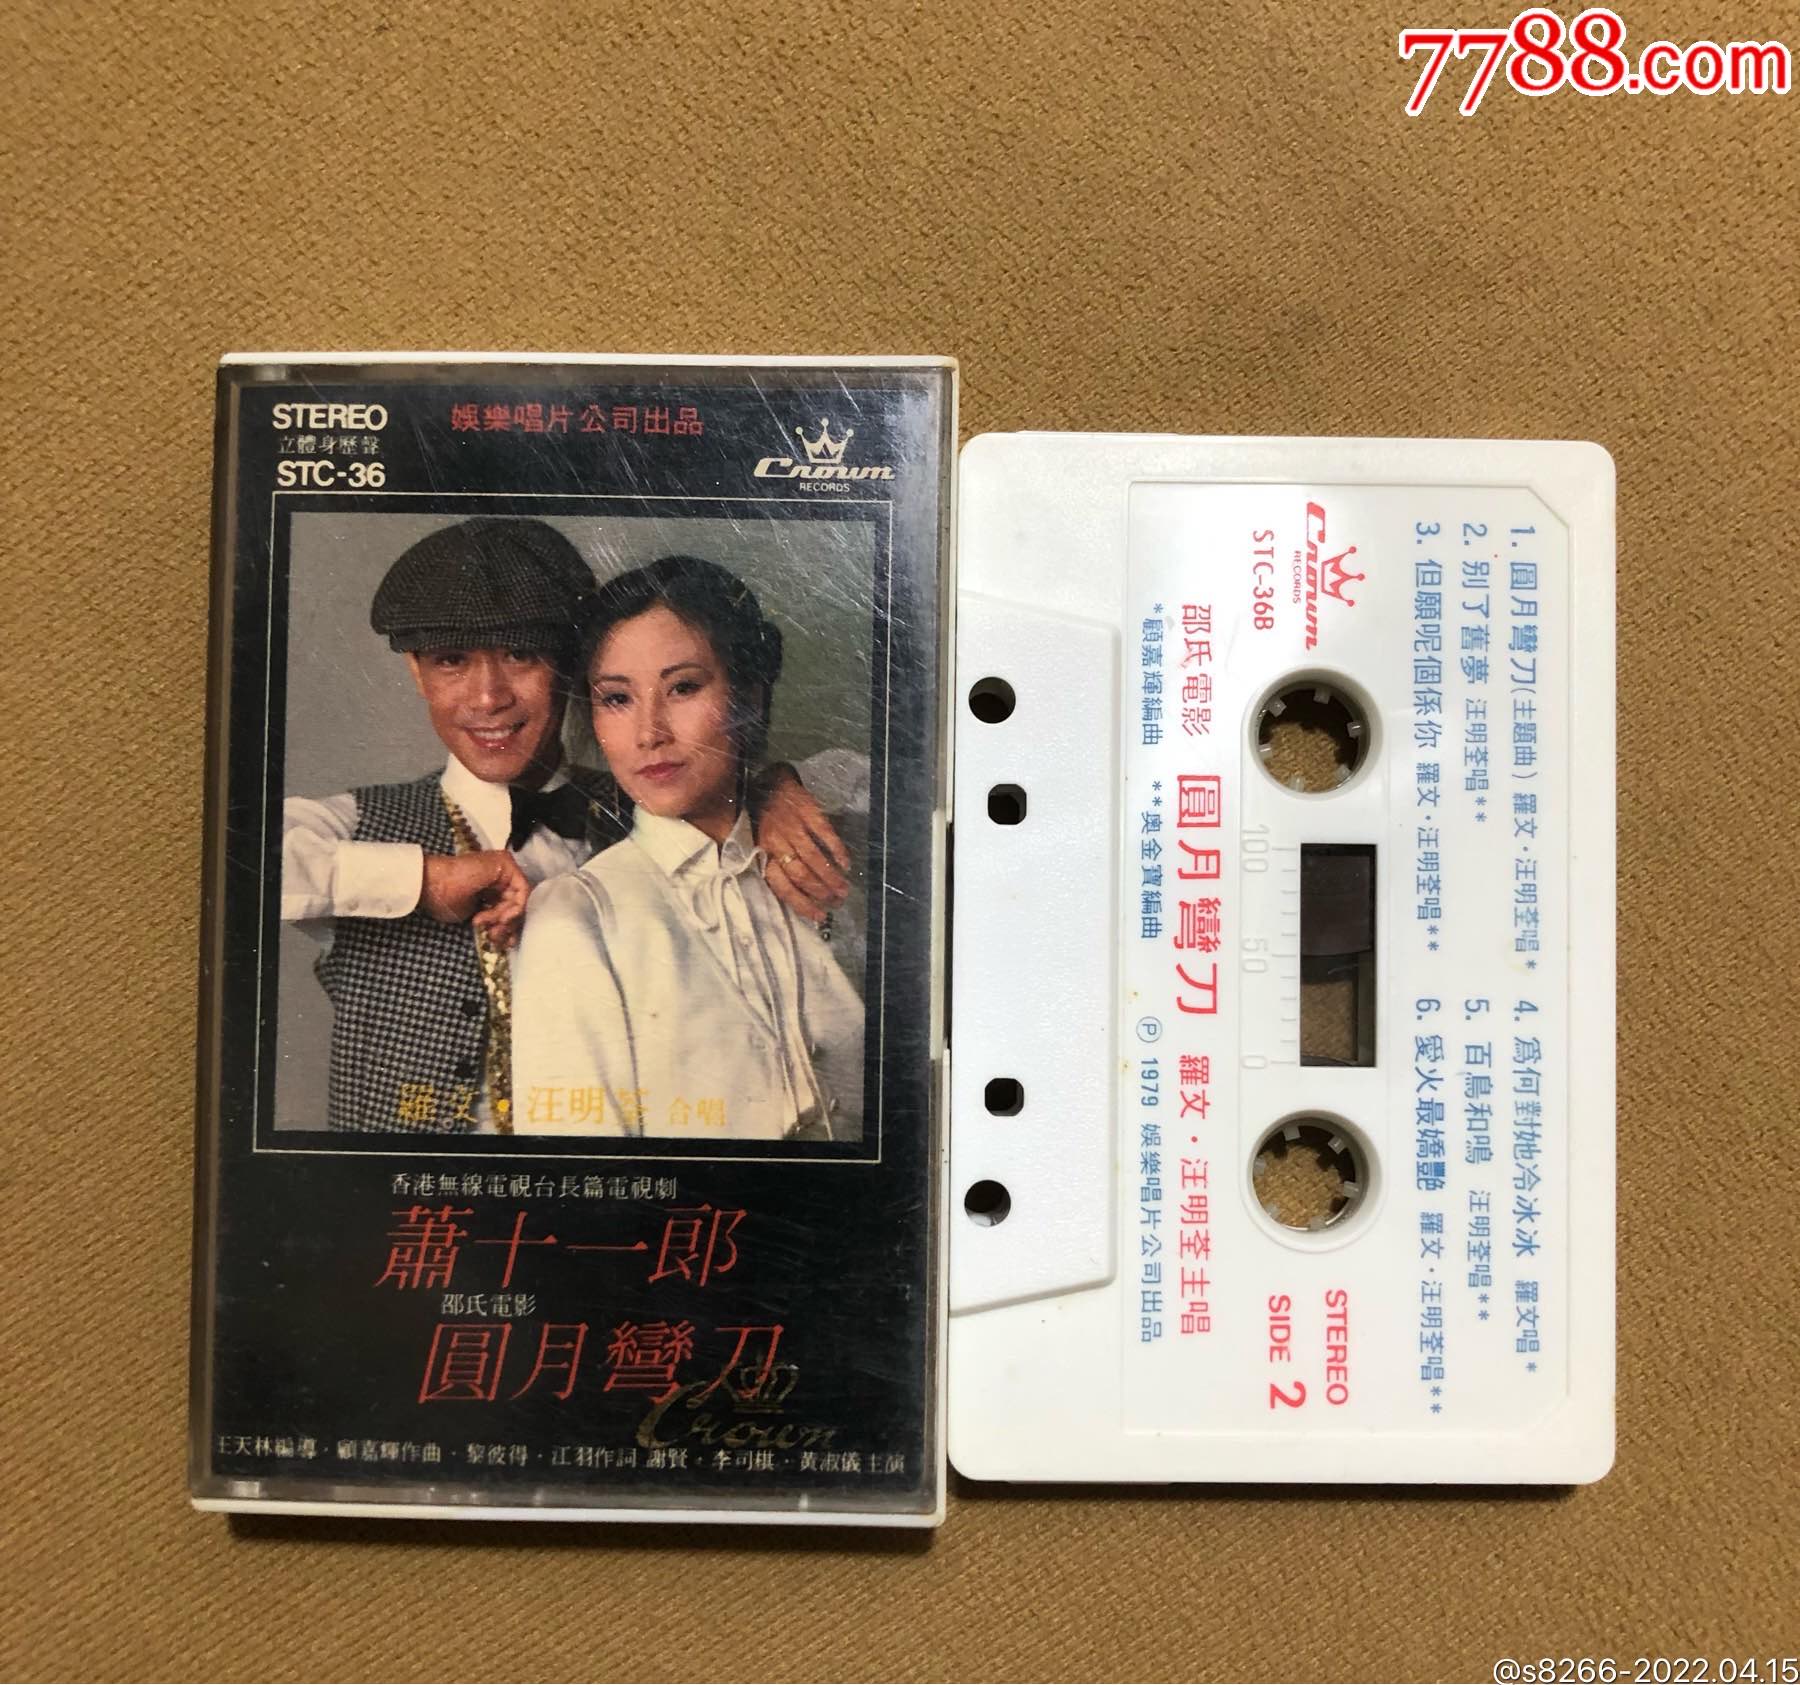 7788.com
STEREO
立體身歷聲
STC-36
娛樂唱片公司出品
Crown
RECORDS
羅文·汪明荃 合唱
香港無線電視台長篇電視劇
蕭十一郎
邵氏電影
圓月彎刀
Crown
王天林編導·顧嘉輝作曲·黎彼得·江羽作詞 謝賢·李司棋·黃淑儀主演
1. 圓月彎刀(主題曲) 羅文·汪明荃唱*
2. 别了舊夢 汪明荃唱**
3. 但願呢個係你 羅文·汪明荃唱**
4. 爲何對她冷冰冰 羅文唱*
5. 百鳥和鳴 汪明荃唱**
6. 愛火最嬌艷 羅文·汪明荃唱**
Crown
RECORDS
STC-36B
100 50 0
STEREO
SIDE 2
邵氏電影 圓月彎刀 羅文·汪明荃主唱
*顧嘉輝編曲 **奧金寶編曲 Ⓟ 1979 娛樂唱片公司出品
@s8266-2022.04.15